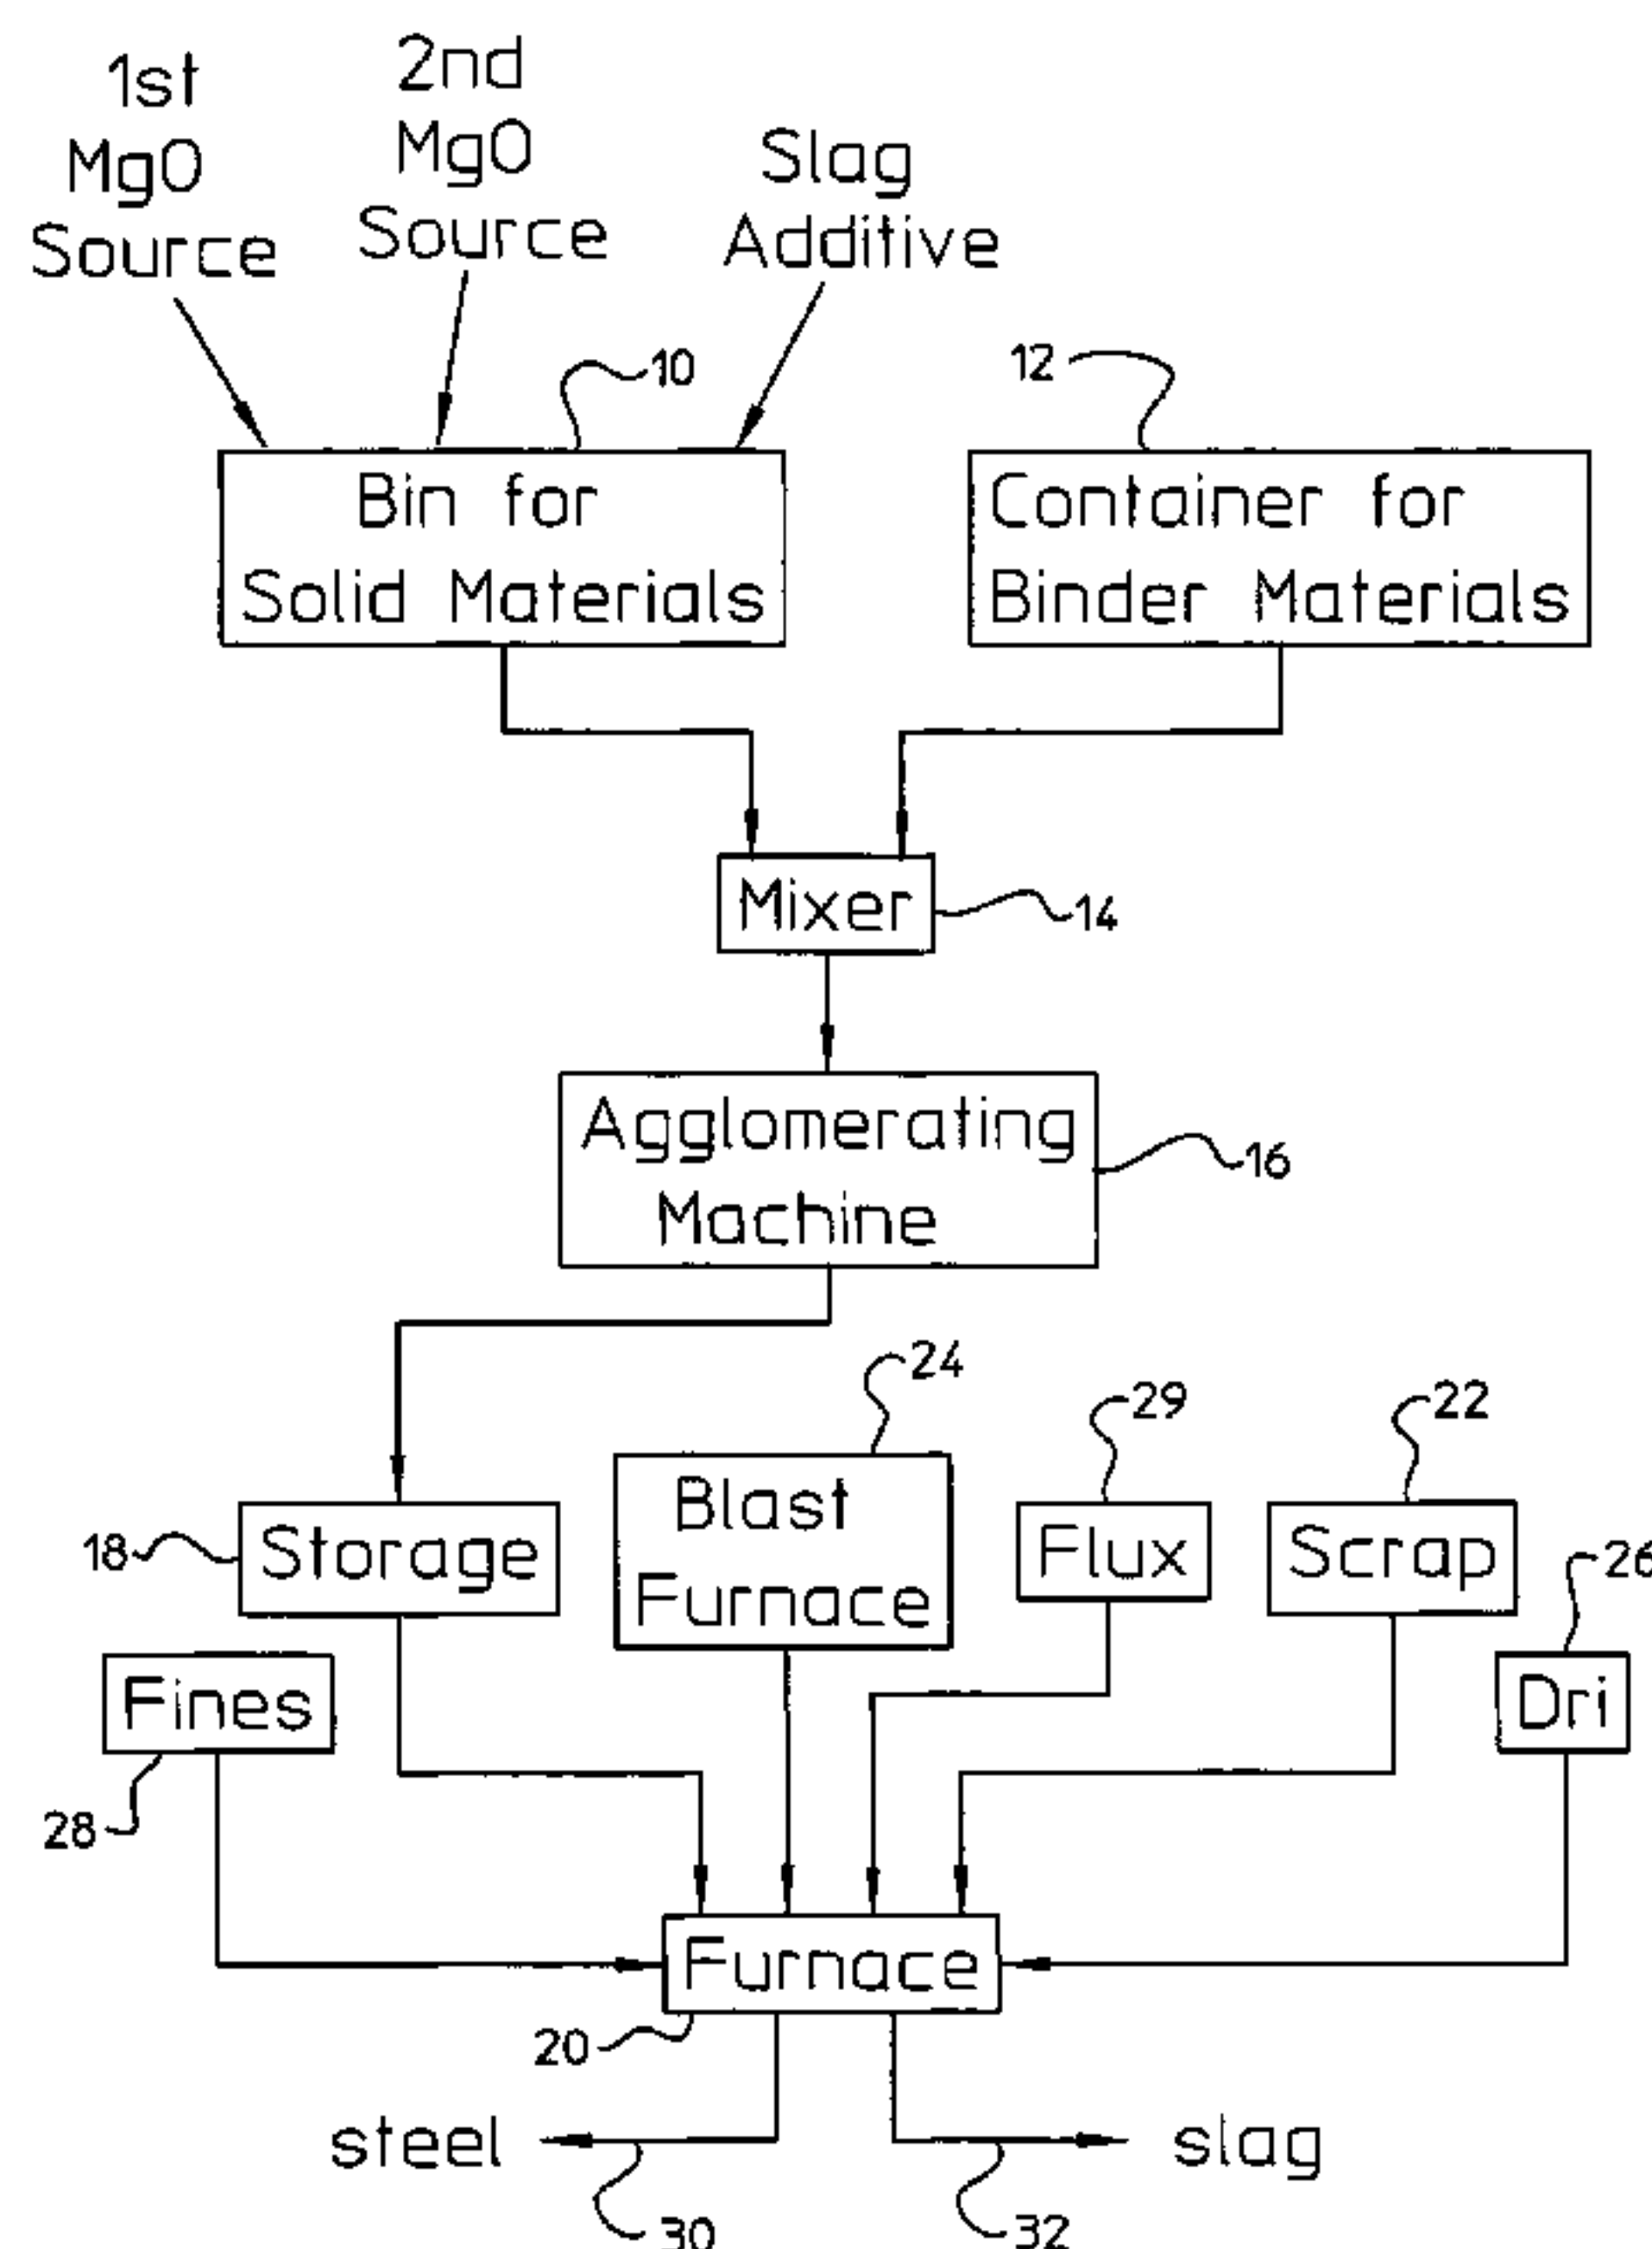 1st
MgO
Source
2nd
MgO
Source
Slag
Additive
10
12
Bin for
Solid Materials
Container for
Binder Materials
Mixer
14
Agglomerating
Machine
16
24
29
22
Blast
Furnace
18
Storage
Flux
Scrap
26
Fines
Dri
28
Furnace
20
steel
slag
30
32